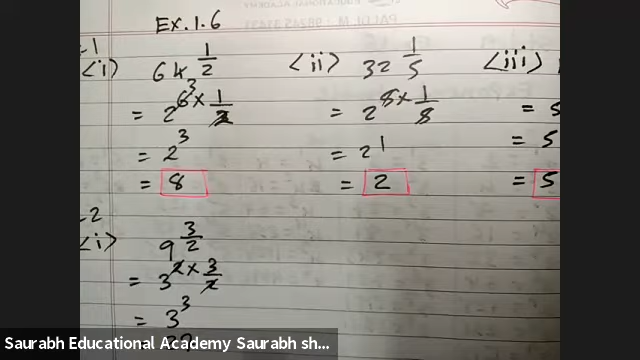 Ex.1.6
1
<i) 64^1/2 <ii) 32^1/5 <iii)
= 2^6×1/2 = 2^5×1/5 = 5
= 2^3 = 2^1 = 5
= 8 = 2 = 5
2
<i) 9^3/2
= 3^2×3/2
= 3^3
Saurabh Educational Academy Saurabh sh...